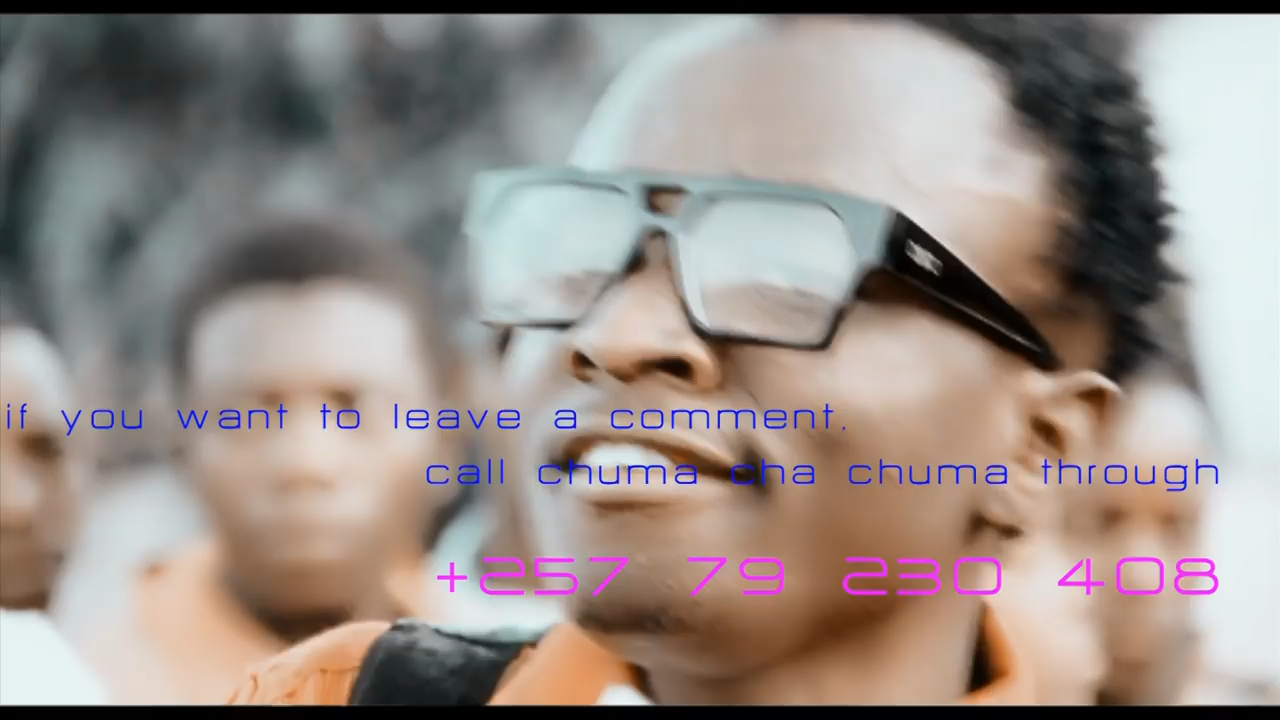 if you want to leave a comment.
call chuma cha chuma through
+257 79 230 408